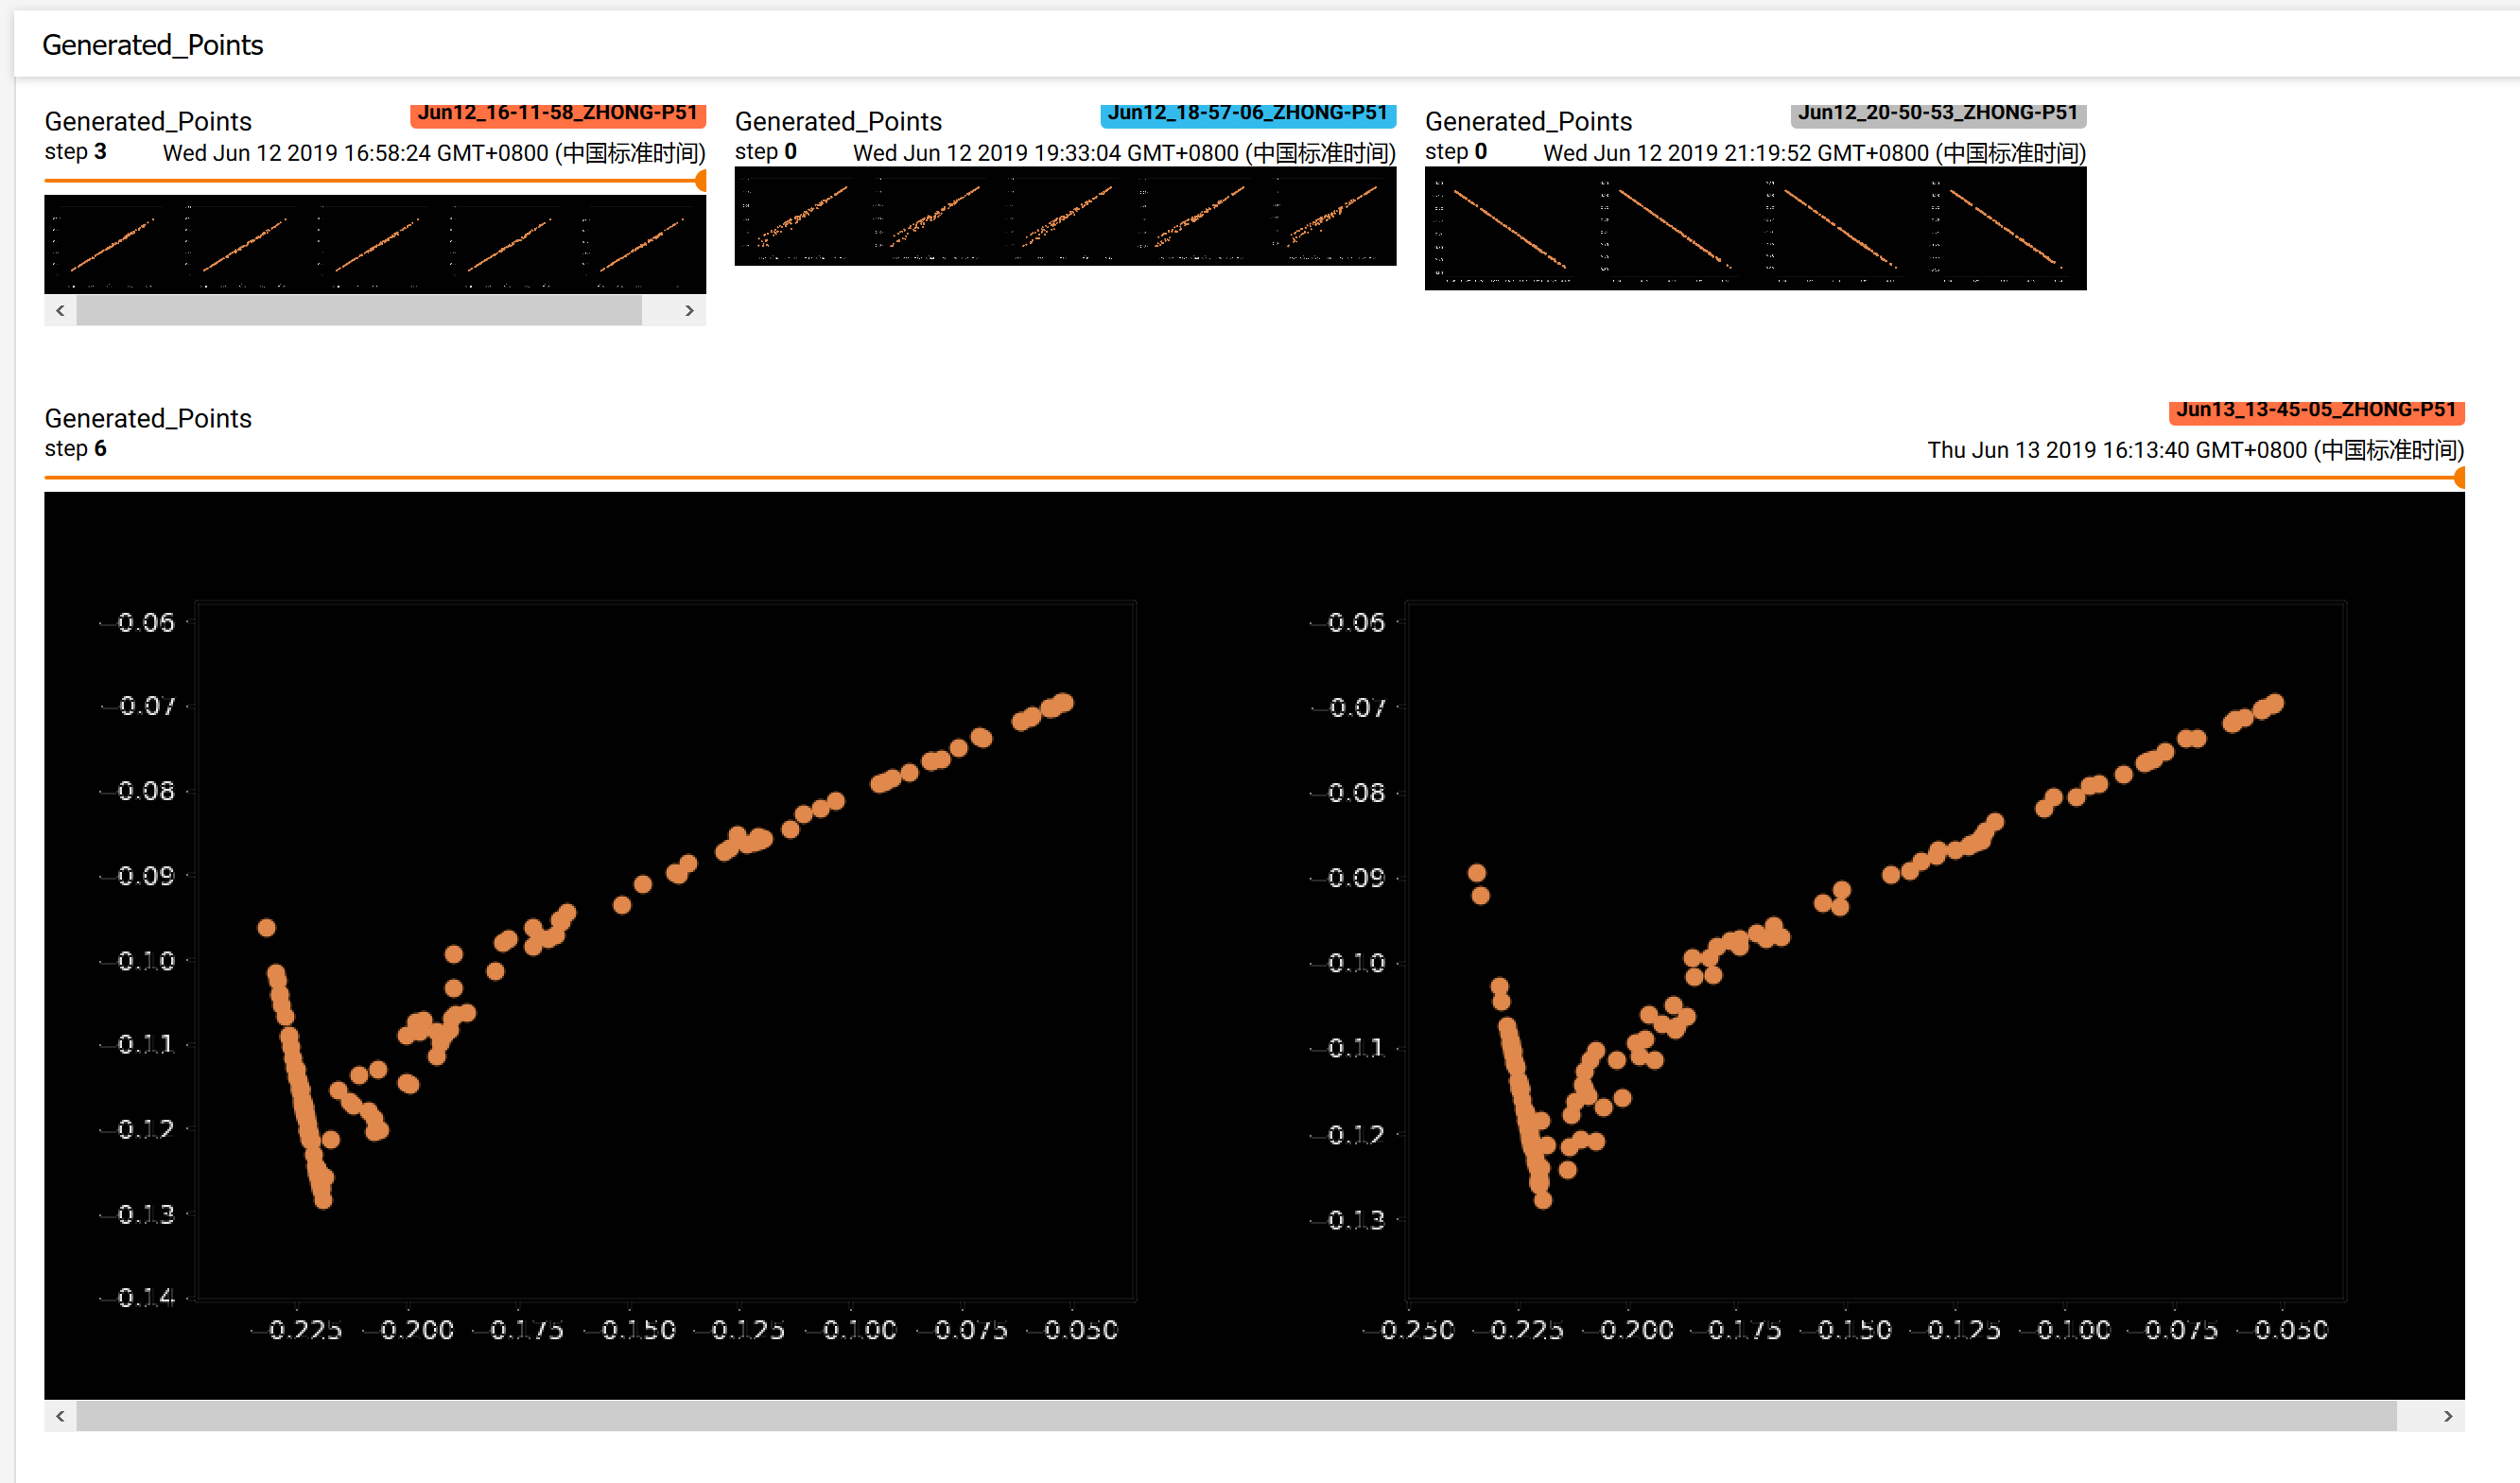 Generated_Points
Generated_Points
Jun12_16-11-58_ZHONG-P51
step 3
Wed Jun 12 2019 16:58:24 GMT+0800 (中国标准时间)
Generated_Points
Jun12_18-57-06_ZHONG-P51
step 0
Wed Jun 12 2019 19:33:04 GMT+0800 (中国标准时间)
Generated_Points
Jun12_20-50-53_ZHONG-P51
step 0
Wed Jun 12 2019 21:19:52 GMT+0800 (中国标准时间)
Generated_Points
Jun13_13-45-05_ZHONG-P51
step 6
Thu Jun 13 2019 16:13:40 GMT+0800 (中国标准时间)
−0.06
−0.07
−0.08
−0.09
−0.10
−0.11
−0.12
−0.13
−0.14
−0.225 −0.200 −0.175 −0.150 −0.125 −0.100 −0.075 −0.050
−0.06
−0.07
−0.08
−0.09
−0.10
−0.11
−0.12
−0.13
−0.250 −0.225 −0.200 −0.175 −0.150 −0.125 −0.100 −0.075 −0.050